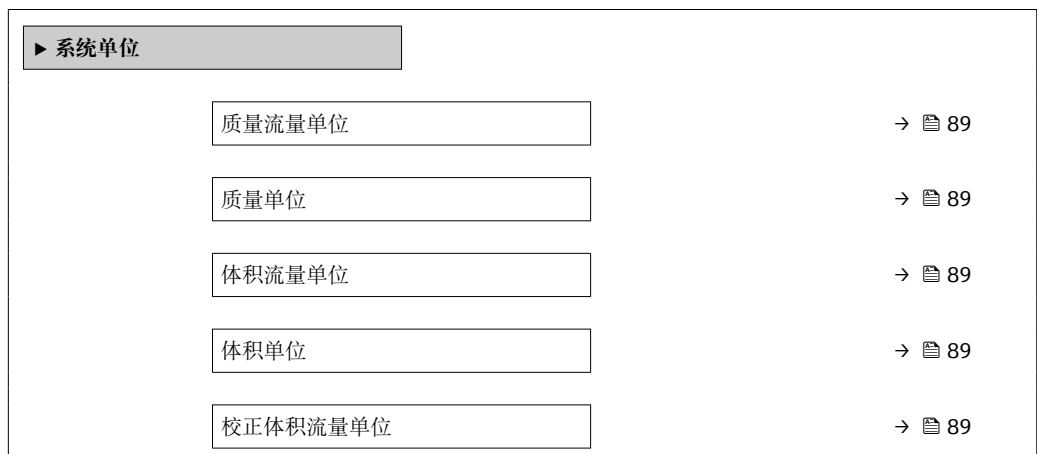 ▶ 系统单位
质量流量单位 → 89
质量单位 → 89
体积流量单位 → 89
体积单位 → 89
校正体积流量单位 → 89